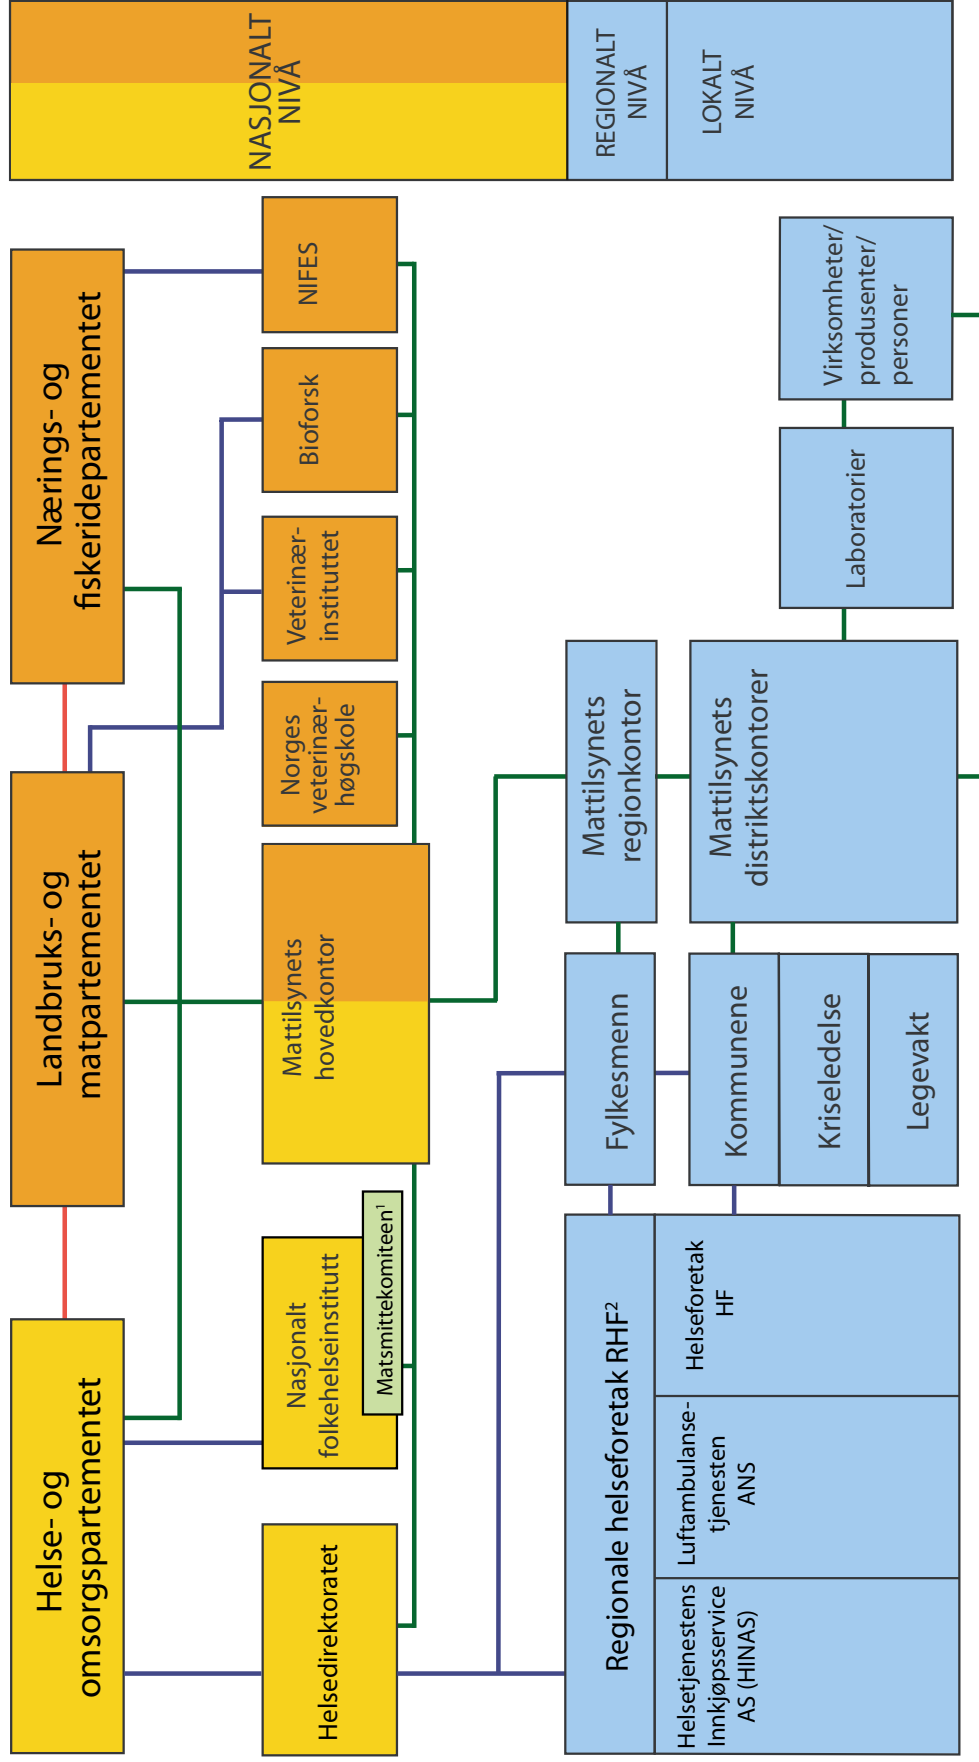 Helse- og
omsorgspartementet
Landbruks- og
matpartementet
Nærings- og
fiskeridepartementet
NASJONALT
NIVÅ
Helsedirektoratet
Nasjonalt
folkehelseinstitutt
Matsmittekomiteen¹
Mattilsynets
hovedkontor
Norges
veterinær-
høgskole
Veterinær-
instituttet
Bioforsk
NIFES
Regionale helseforetak RHF²
Fylkesmenn
Mattilsynets
regionkontor
REGIONALT
NIVÅ
Helsetjenestens
Innkjøpsservice
AS (HINAS)
Luftambulanse-
tjenesten
ANS
Helseforetak
HF
Kommunene
Kriseledelse
Legevakt
Mattilsynets
distriktskontorer
Laboratorier
Virksomheter/
produsenter/
personer
LOKALT
NIVÅ